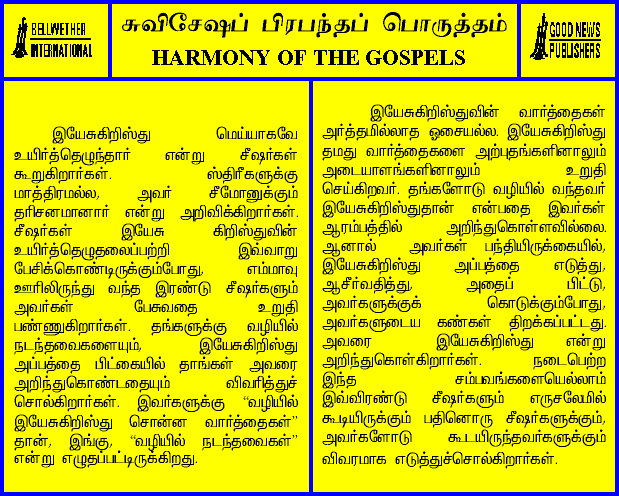 BELLWETHER
INTERNATIONAL
சுவிசேஷப் பிரபந்தப் பொருத்தம்
HARMONY OF THE GOSPELS
GOOD NEWS
PUBLISHERS
இயேசுகிறிஸ்து மெய்யாகவே
உயிர்த்தெழுந்தார் என்று சீஷர்கள்
கூறுகிறார்கள். ஸ்திரீகளுக்கு
மாத்திரமல்ல, அவர் சீமோனுக்கும்
தரிசனமானார் என்று அறிவிக்கிறார்கள்.
சீஷர்கள் இயேசு கிறிஸ்துவின்
உயிர்த்தெழுதலைப்பற்றி இவ்வாறு
பேசிக்கொண்டிருக்கும்போது, எம்மாவு
ஊரிலிருந்து வந்த இரண்டு சீஷர்களும்
அவர்கள் பேசுவதை உறுதி
பண்ணுகிறார்கள். தங்களுக்கு வழியில்
நடந்தவைகளையும், இயேசுகிறிஸ்து
அப்பத்தை பிட்கையில் தாங்கள் அவரை
அறிந்துகொண்டதையும் விவரித்துச்
சொல்கிறார்கள். இவர்களுக்கு “வழியில்
இயேசுகிறிஸ்து சொன்ன வார்த்தைகள்”
தான், இங்கு, “வழியில் நடந்தவைகள்”
என்று எழுதப்பட்டிருக்கிறது.
இயேசுகிறிஸ்துவின் வார்த்தைகள்
அர்த்தமில்லாத ஓசையல்ல. இயேசுகிறிஸ்து
தமது வார்த்தைகளை அற்புதங்களினாலும்
அடையாளங்களினாலும் உறுதி
செய்கிறவர். தங்களோடு வழியில் வந்தவர்
இயேசுகிறிஸ்துதான் என்பதை இவர்கள்
ஆரம்பத்தில் அறிந்துகொள்ளவில்லை.
ஆனால் அவர்கள் பந்தியிருக்கையில்,
இயேசுகிறிஸ்து அப்பத்தை எடுத்து,
ஆசீர்வதித்து, அதைப் பிட்டு,
அவர்களுக்குக் கொடுக்கும்போது,
அவர்களுடைய கண்கள் திறக்கப்பட்டது.
அவரை இயேசுகிறிஸ்து என்று
அறிந்துகொள்கிறார்கள். நடைபெற்ற
இந்த சம்பவங்களையெல்லாம்
இவ்விரண்டு சீஷர்களும் எருசலேமில்
கூடியிருக்கும் பதினொரு சீஷர்களுக்கும்,
அவர்களோடு கூடயிருந்தவர்களுக்கும்
விவரமாக எடுத்துச்சொல்கிறார்கள்.